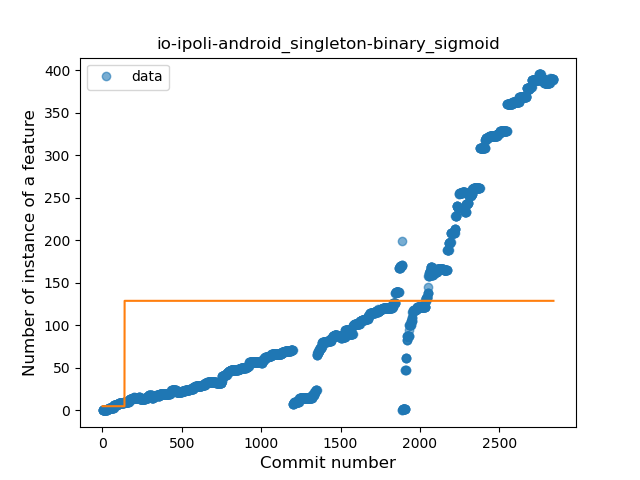 io-ipoli-android_singleton-binary_sigmoid
data
400
350
300
250
200
150
100
50
0
Number of instance of a feature
0 500 1000 1500 2000 2500
Commit number